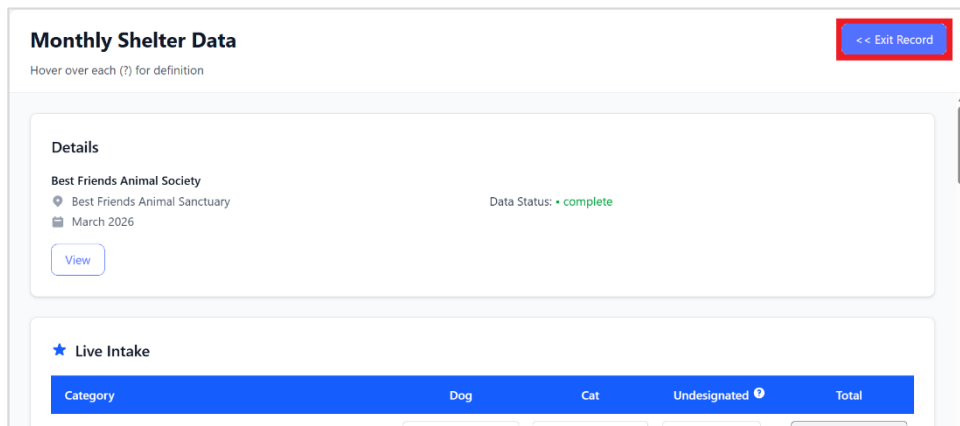 Monthly Shelter Data
<< Exit Record
Hover over each (?) for definition
Details
Best Friends Animal Society
Best Friends Animal Sanctuary
Data Status: • complete
March 2026
View
Live Intake
Category Dog Cat Undesignated ? Total